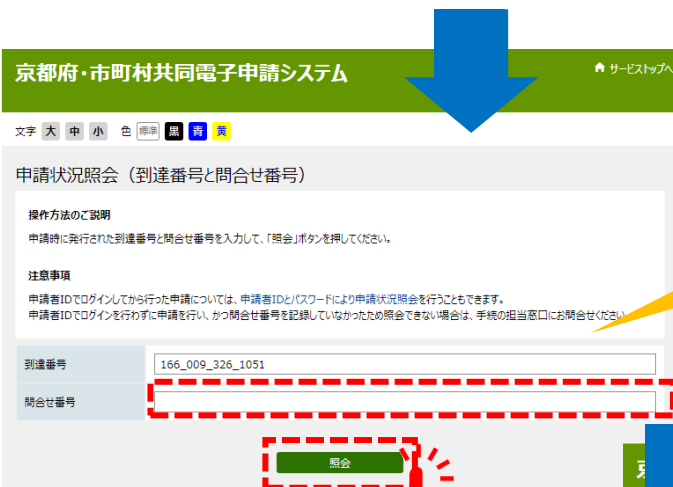 京都府・市町村共同電子申請システム
サービストップへ
文字 大 中 小 色 標準 黒 青 黄
申請状況照会（到達番号と問合せ番号）
操作方法のご説明
申請時に発行された到達番号と問合せ番号を入力して、「照会」ボタンを押してください。
注意事項
申請者IDでログインしてから行った申請については、申請者IDとパスワードにより申請状況照会を行うこともできます。
申請者IDでログインを行わずに申請を行い、かつ問合せ番号を記録していなかったため照会できない場合は、手続の担当窓口にお問合せください
到達番号 166_009_326_1051
問合せ番号
照会